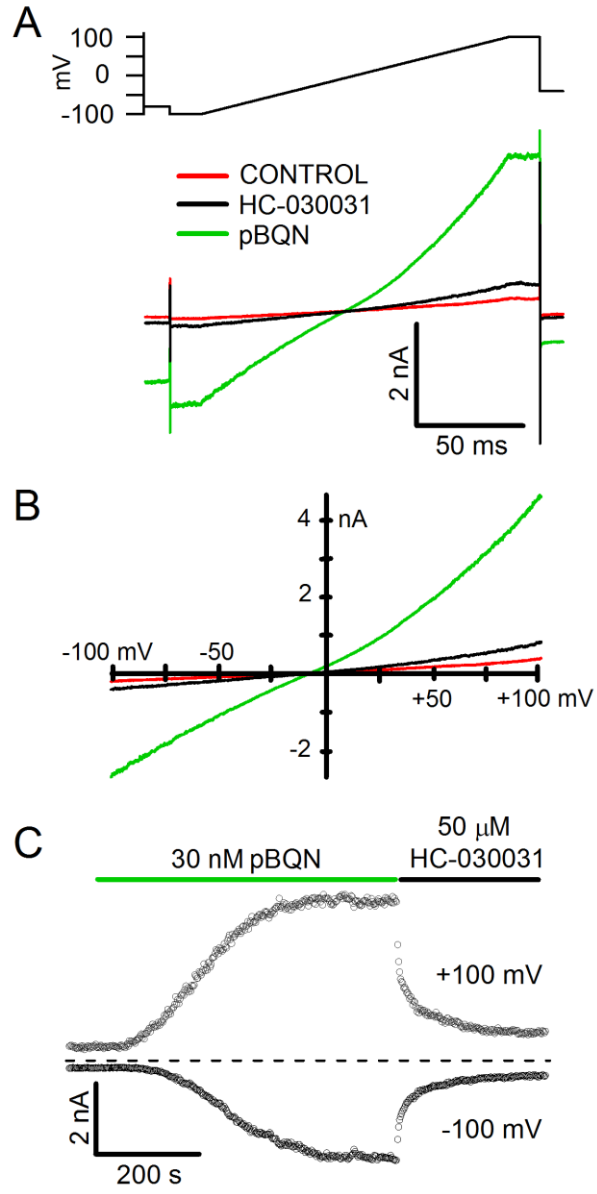 A
100
mV
0
-100
CONTROL
HC-030031
pBQN
2 nA
50 ms
B
4
nA
2
-100 mV
-50
+50
+100 mV
-2
C
30 nM pBQN
50 μM
HC-030031
+100 mV
-100 mV
2 nA
200 s